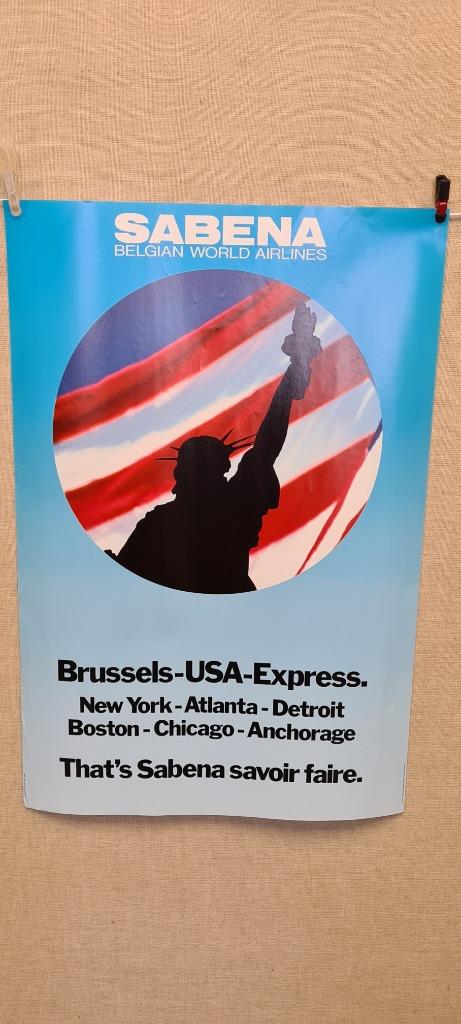 SABENA
BELGIAN WORLD AIRLINES
Brussels-USA-Express.
New York - Atlanta - Detroit
Boston - Chicago - Anchorage
That's Sabena savoir faire.